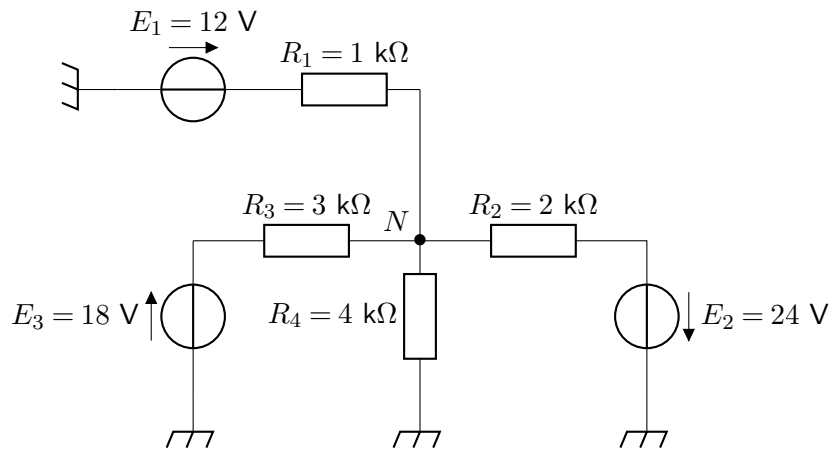 E₁ = 12 V
R₁ = 1 kΩ
R₃ = 3 kΩ
N
R₂ = 2 kΩ
E₃ = 18 V
R₄ = 4 kΩ
E₂ = 24 V